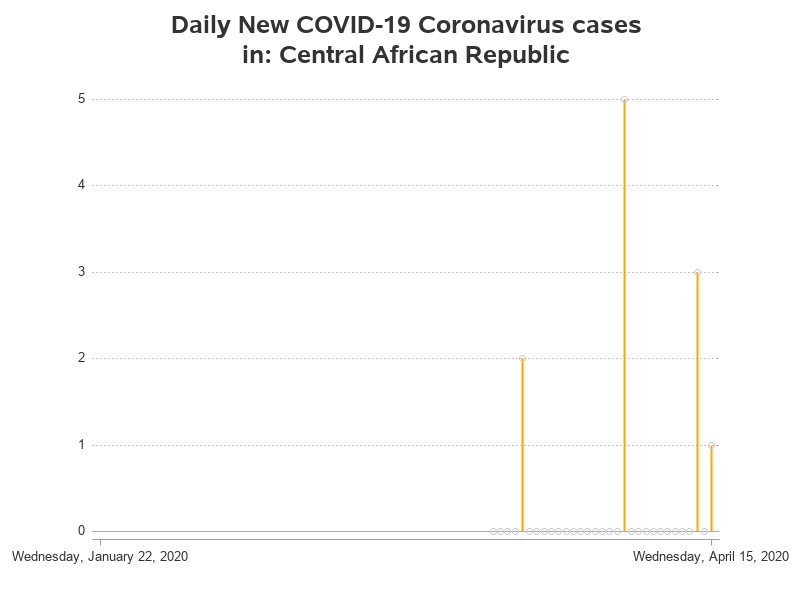 Daily New COVID-19 Coronavirus cases
in: Central African Republic
5
4
3
2
1
0
Wednesday, January 22, 2020
Wednesday, April 15, 2020